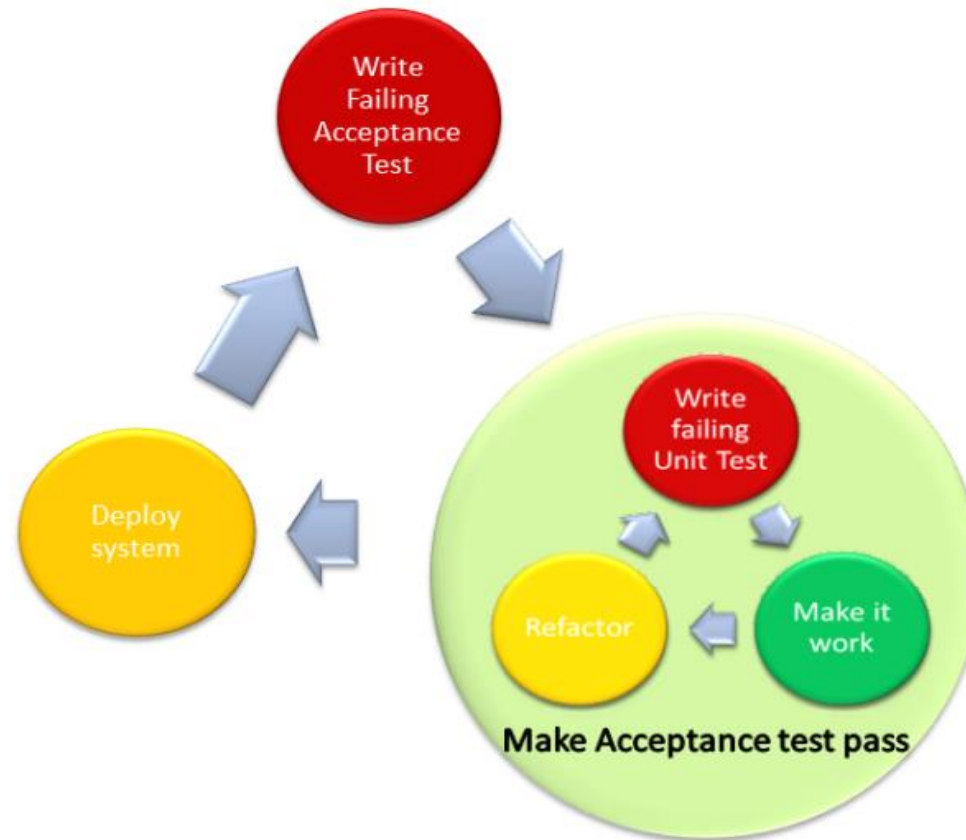 Write
Failing
Acceptance
Test
Write
failing
Unit Test
Deploy
system
Refactor
Make it
work
Make Acceptance test pass